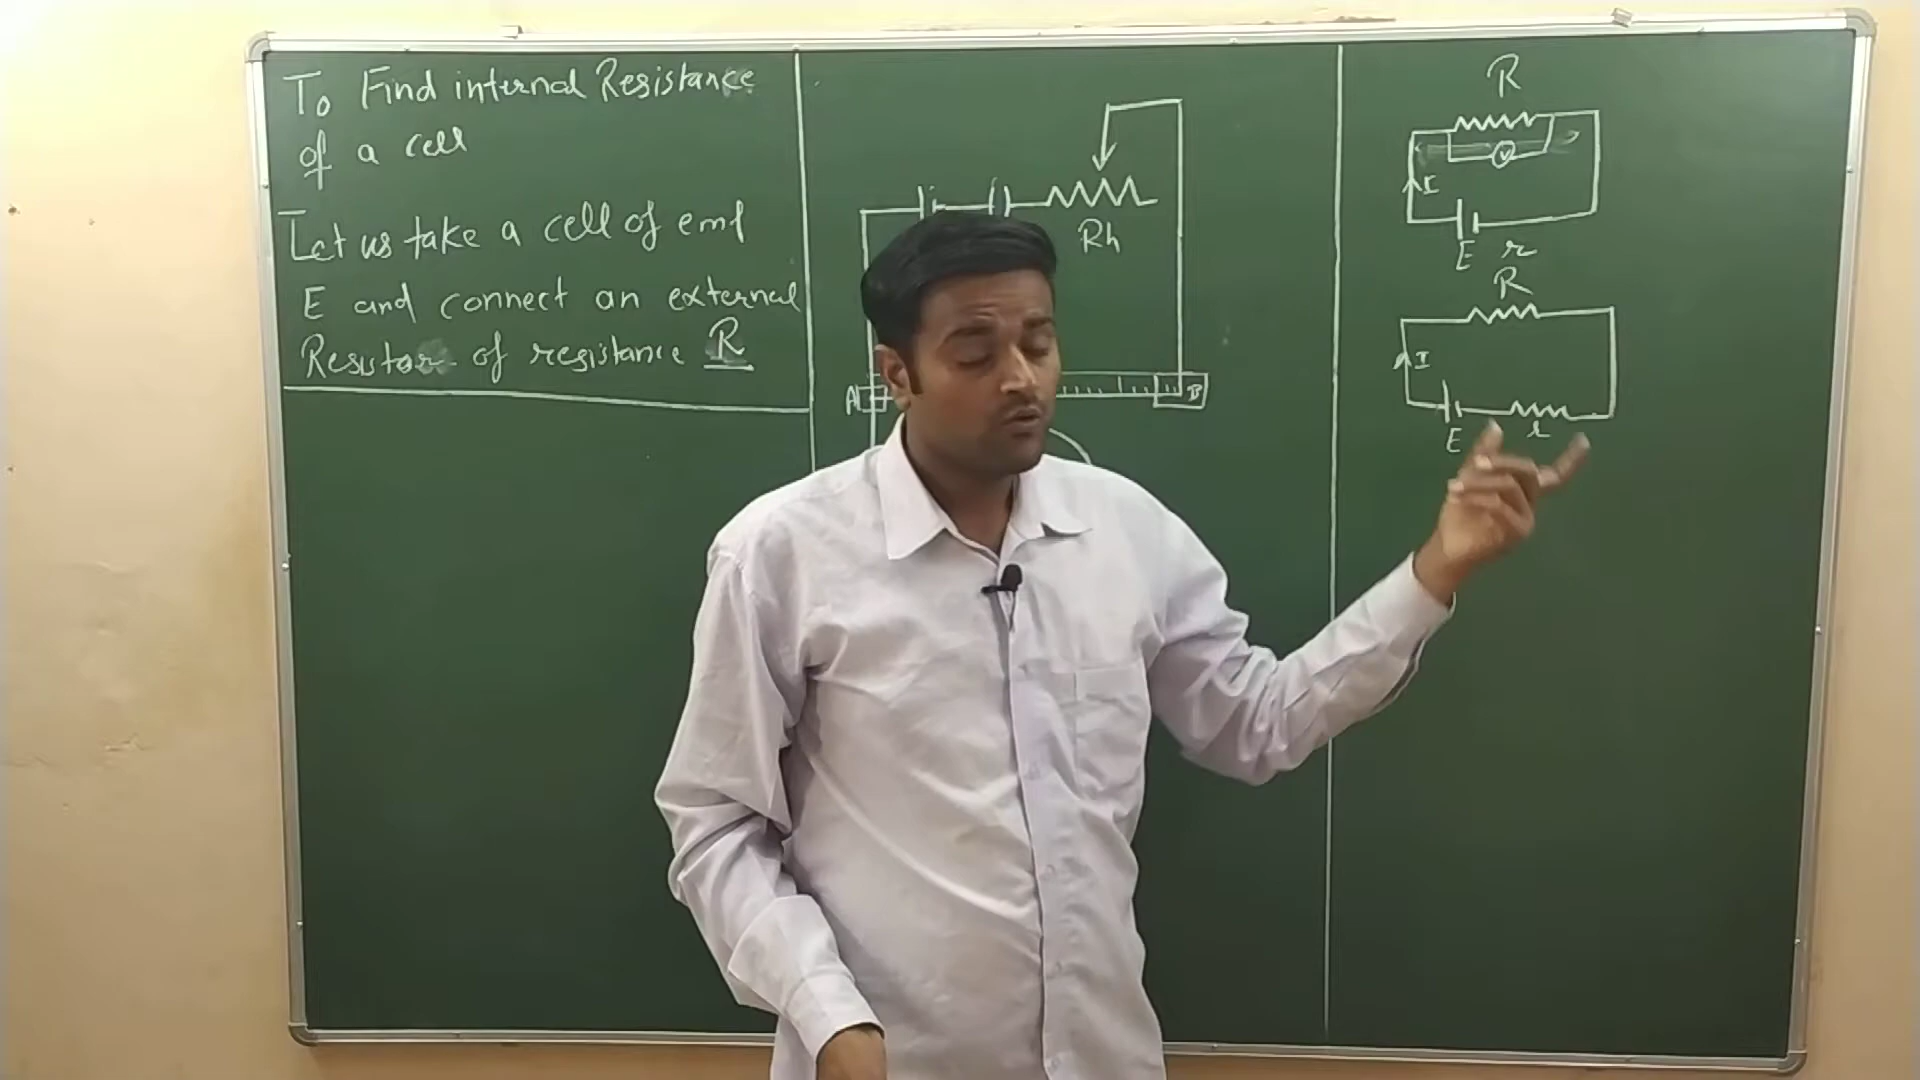 To Find internal Resistance
of a cell
Let us take a cell of emf
E and connect an external
Resistor of resistance R
Rh
A
B
R
V
I
E r
R
I
E r